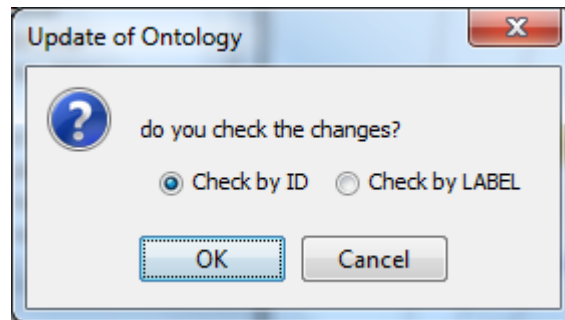 Update of Ontology
do you check the changes?
Check by ID Check by LABEL
OK Cancel